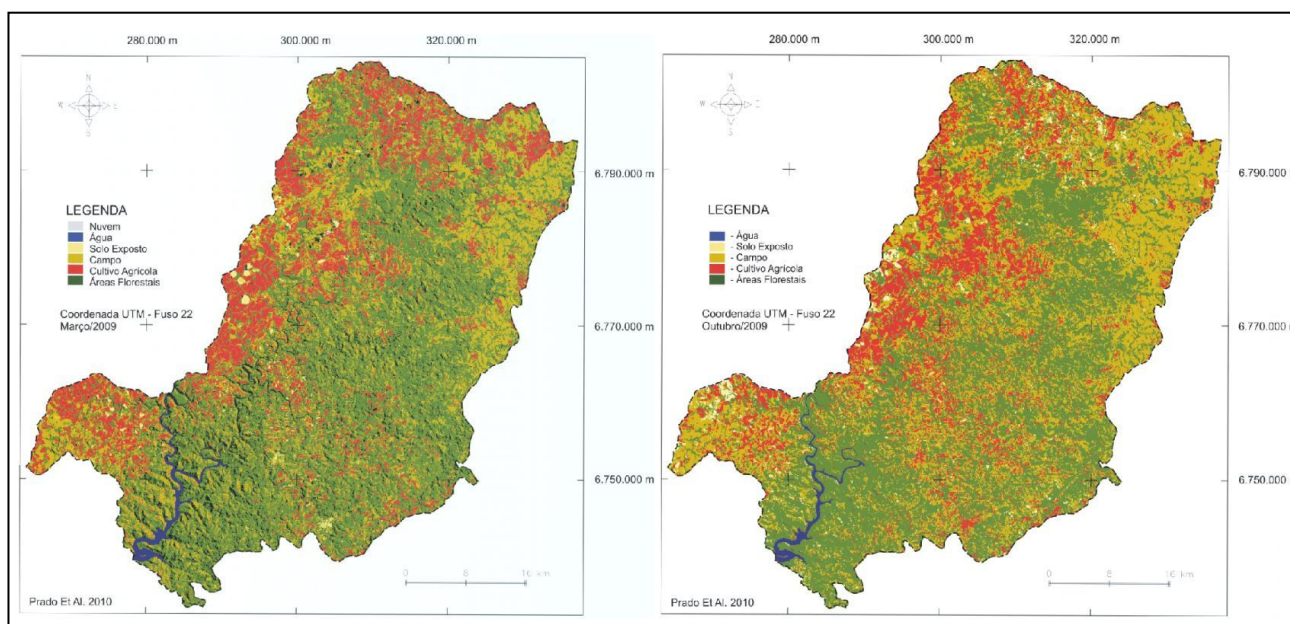 280.000 m 300.000 m 320.000 m
N
W E
S
6.780.000 m
LEGENDA
Nuvem
Água
Solo Exposto
Campo
Cultivo Agrícola
Áreas Florestais
Coordenada UTM - Fuso 22
Março/2009
6.770.000 m
6.750.000 m
0 8 16 km
Prado Et Al. 2010
280.000 m 300.000 m 320.000 m
N
W
S
6.790.000 m
LEGENDA
- Água
- Solo Exposto
- Campo
- Cultivo Agrícola
- Áreas Florestais
Coordenada UTM - Fuso 22
Outubro/2009
6.770.000 m
6.750.000 m
0 8 16 km
Prado Et Al. 2010